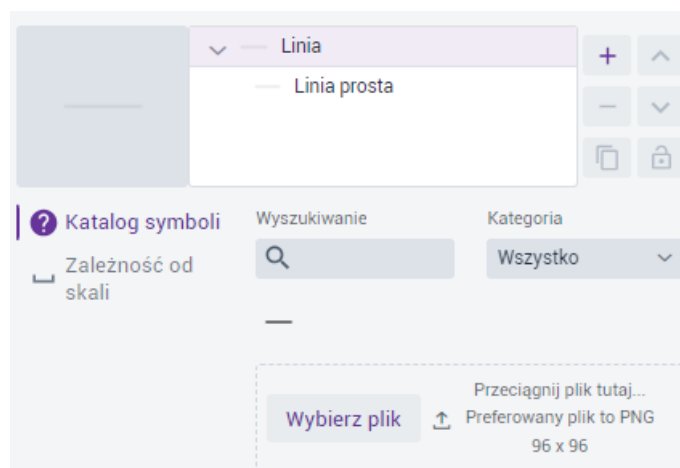 Linia
Linia prosta
Katalog symboli
Zależność od
skali
Wyszukiwanie
Kategoria
Wszystko
Wybierz plik
Przeciągnij plik tutaj...
Preferowany plik to PNG
96 x 96